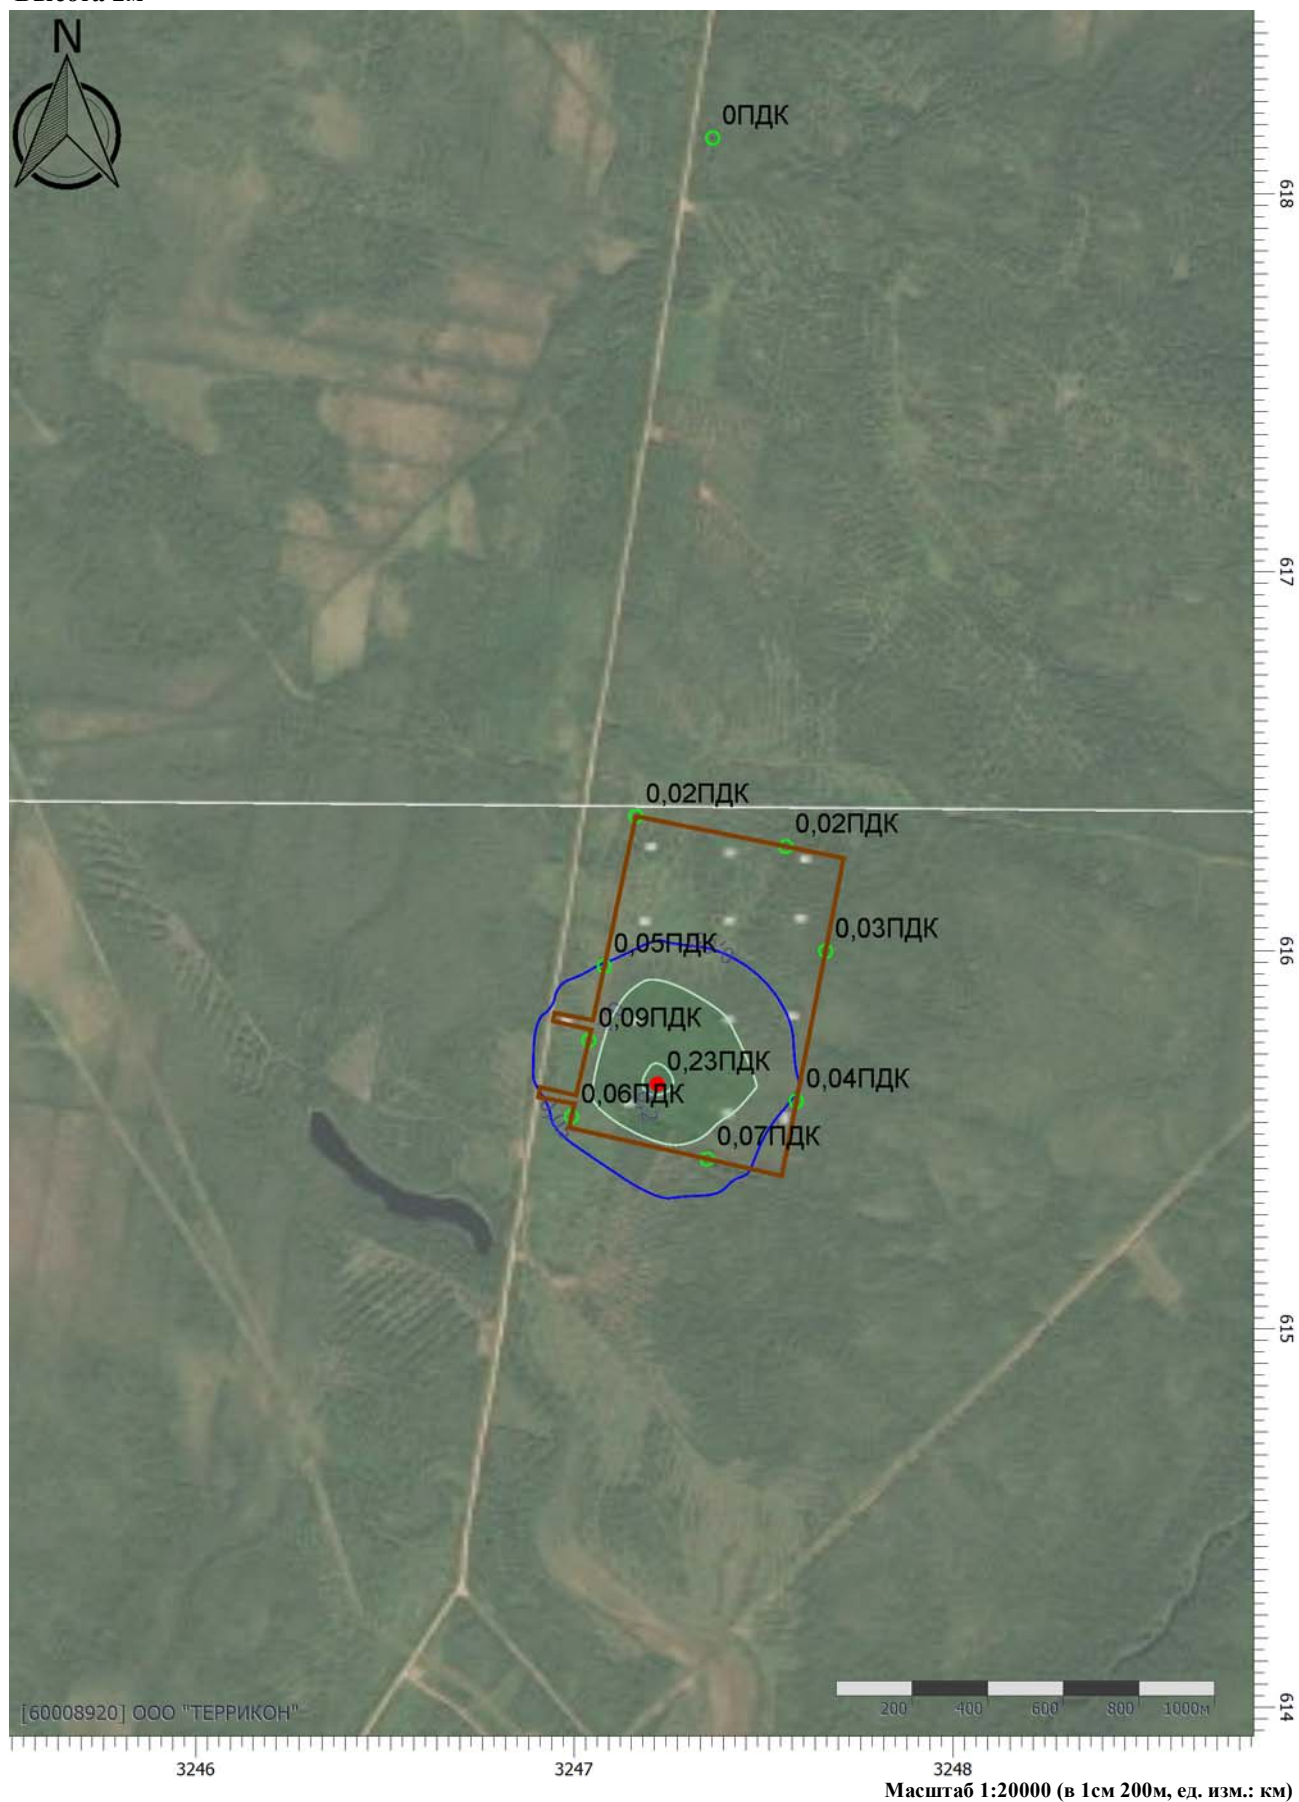 N
0ПДК
618
617
0,02ПДК
0,02ПДК
0,03ПДК
616
0,05ПДК
0,09ПДК
0,23ПДК
0,04ПДК
0,06ПДК
0,07ПДК
615
200 400 600 800 1000м
614
[60008920] ООО "ТЕРРИКОН"
3246 3247 3248
Масштаб 1:20000 (в 1см 200м, ед. изм.: км)